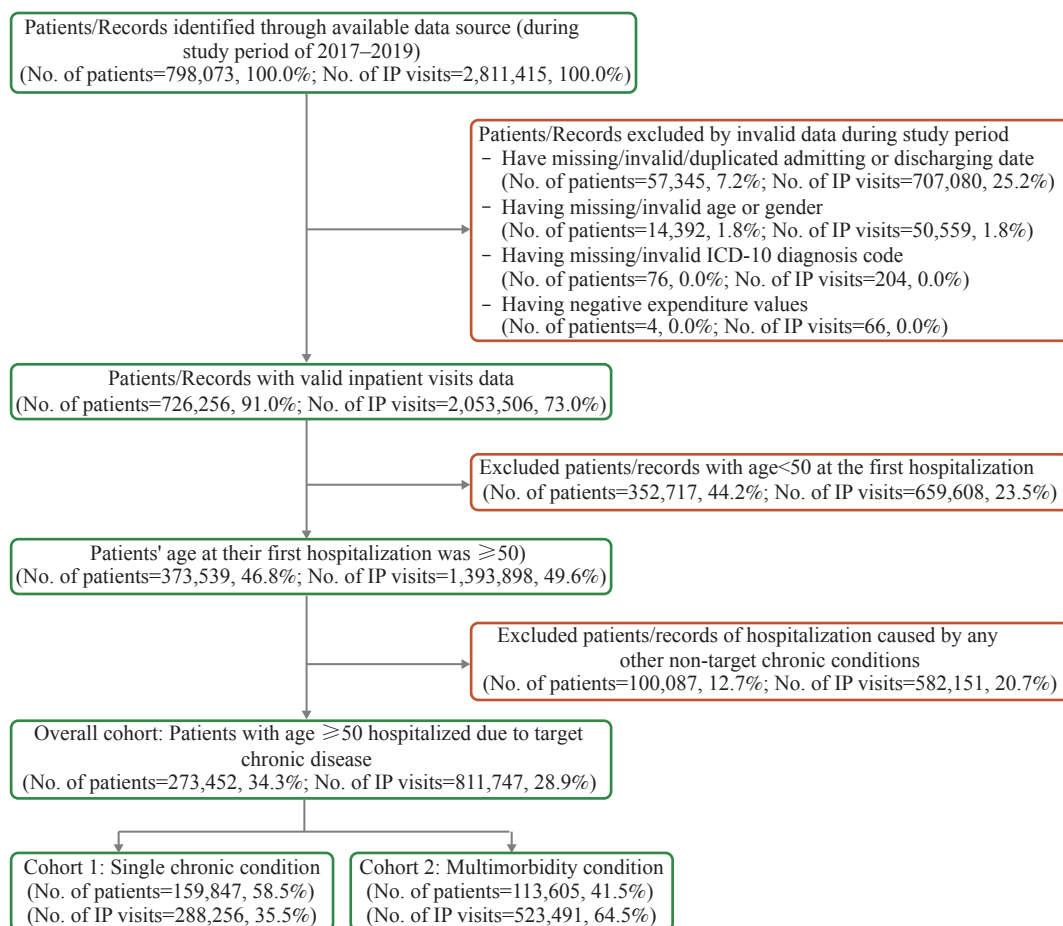 Patients/Records identified through available data source (during
study period of 2017–2019)
(No. of patients=798,073, 100.0%; No. of IP visits=2,811,415, 100.0%)
Patients/Records excluded by invalid data during study period
− Have missing/invalid/duplicated admitting or discharging date
(No. of patients=57,345, 7.2%; No. of IP visits=707,080, 25.2%)
− Having missing/invalid age or gender
(No. of patients=14,392, 1.8%; No. of IP visits=50,559, 1.8%)
− Having missing/invalid ICD-10 diagnosis code
(No. of patients=76, 0.0%; No. of IP visits=204, 0.0%)
− Having negative expenditure values
(No. of patients=4, 0.0%; No. of IP visits=66, 0.0%)
Patients/Records with valid inpatient visits data
(No. of patients=726,256, 91.0%; No. of IP visits=2,053,506, 73.0%)
Excluded patients/records with age<50 at the first hospitalization
(No. of patients=352,717, 44.2%; No. of IP visits=659,608, 23.5%)
Patients' age at their first hospitalization was ⩾50)
(No. of patients=373,539, 46.8%; No. of IP visits=1,393,898, 49.6%)
Excluded patients/records of hospitalization caused by any
other non-target chronic conditions
(No. of patients=100,087, 12.7%; No. of IP visits=582,151, 20.7%)
Overall cohort: Patients with age ⩾50 hospitalized due to target
chronic disease
(No. of patients=273,452, 34.3%; No. of IP visits=811,747, 28.9%)
Cohort 1: Single chronic condition
(No. of patients=159,847, 58.5%)
(No. of IP visits=288,256, 35.5%)
Cohort 2: Multimorbidity condition
(No. of patients=113,605, 41.5%)
(No. of IP visits=523,491, 64.5%)